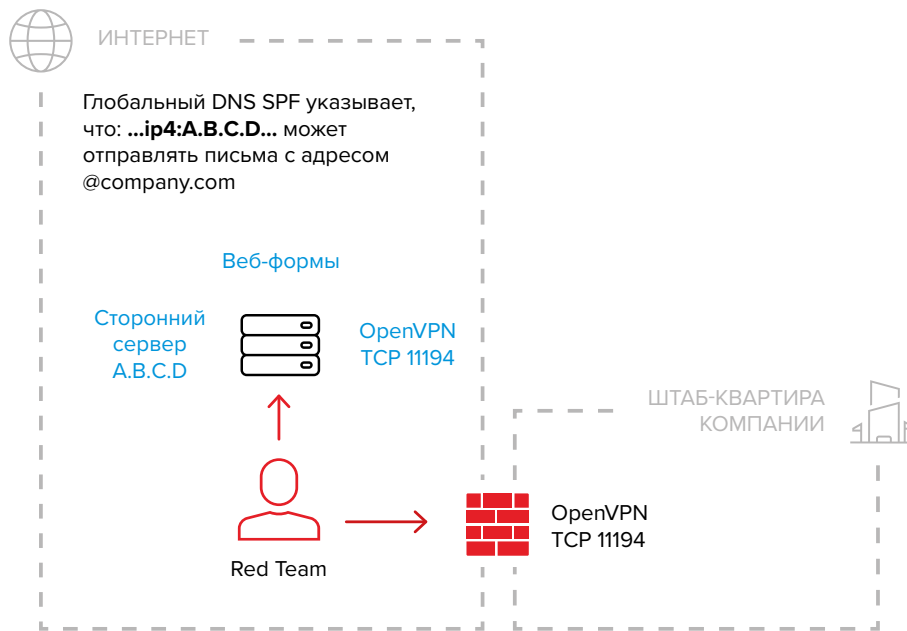 ИНТЕРНЕТ
Глобальный DNS SPF указывает,
что: ...ip4:A.B.C.D... может
отправлять письма с адресом
@company.com
Веб-формы
Сторонний
сервер
A.B.C.D
OpenVPN
TCP 11194
ШТАБ-КВАРТИРА
КОМПАНИИ
OpenVPN
TCP 11194
Red Team